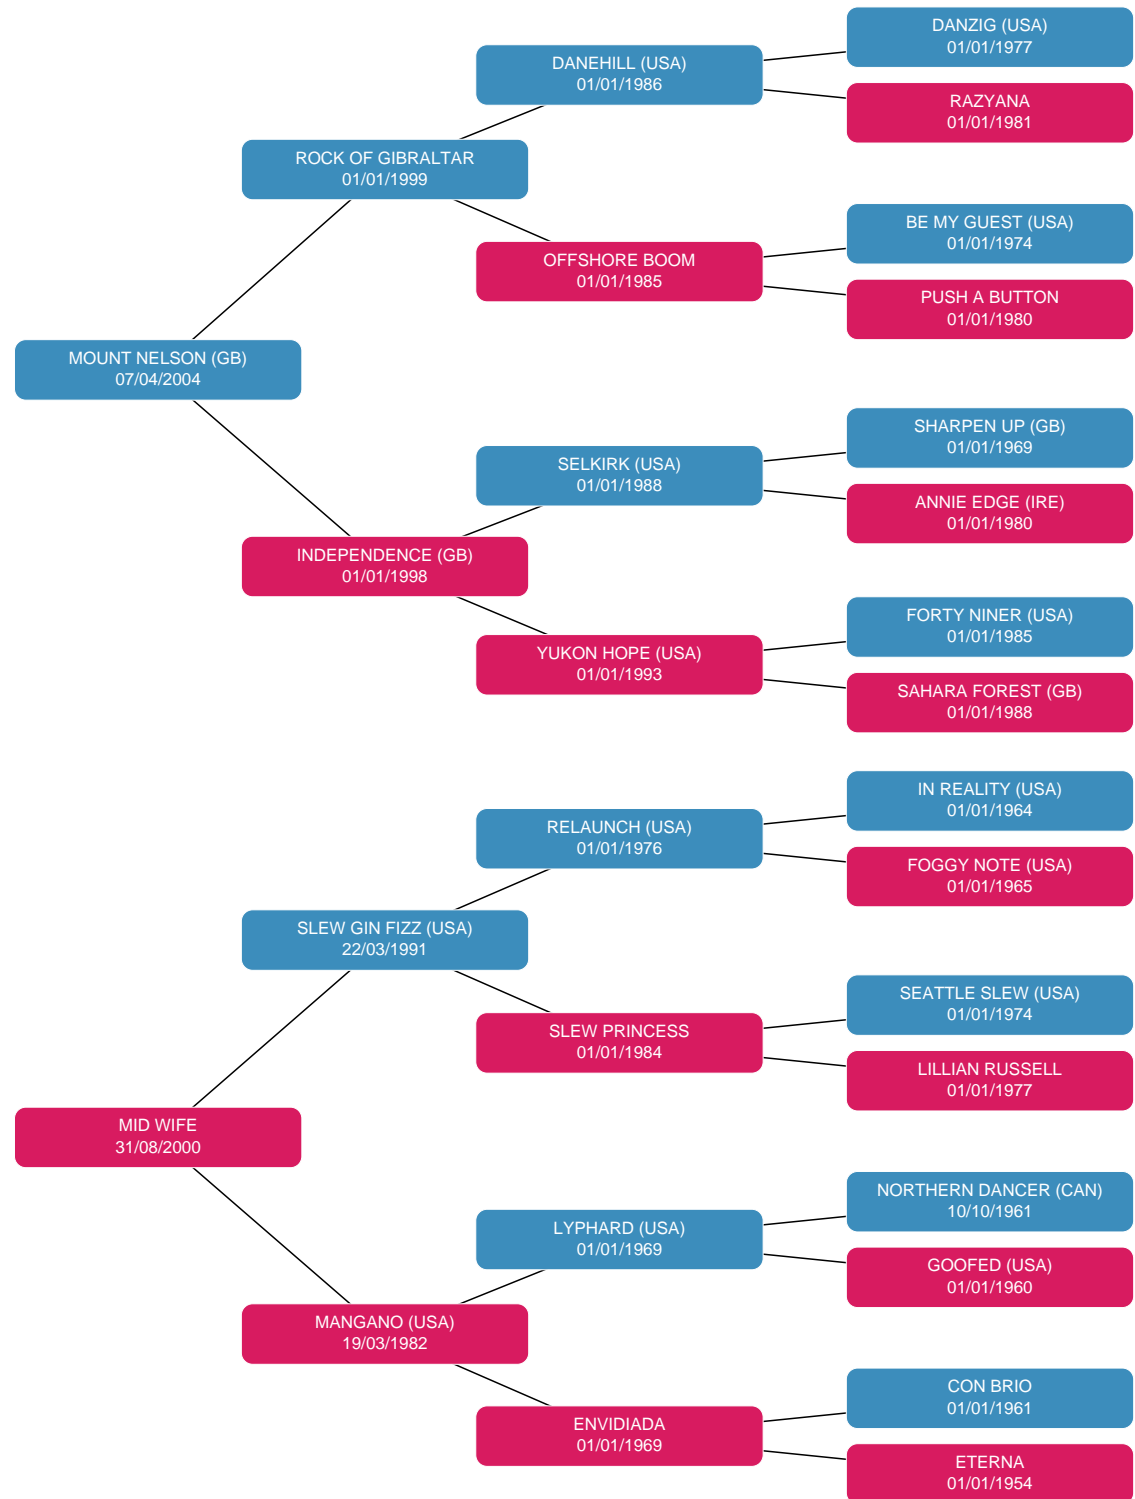 DANZIG (USA)
01/01/1977
DANEHILL (USA)
01/01/1986
RAZYANA
01/01/1981
ROCK OF GIBRALTAR
01/01/1999
BE MY GUEST (USA)
01/01/1974
OFFSHORE BOOM
01/01/1985
PUSH A BUTTON
01/01/1980
MOUNT NELSON (GB)
07/04/2004
SHARPEN UP (GB)
01/01/1969
SELKIRK (USA)
01/01/1988
ANNIE EDGE (IRE)
01/01/1980
INDEPENDENCE (GB)
01/01/1998
FORTY NINER (USA)
01/01/1985
YUKON HOPE (USA)
01/01/1993
SAHARA FOREST (GB)
01/01/1988
IN REALITY (USA)
01/01/1964
RELAUNCH (USA)
01/01/1976
FOGGY NOTE (USA)
01/01/1965
SLEW GIN FIZZ (USA)
22/03/1991
SEATTLE SLEW (USA)
01/01/1974
SLEW PRINCESS
01/01/1984
LILLIAN RUSSELL
01/01/1977
MID WIFE
31/08/2000
NORTHERN DANCER (CAN)
10/10/1961
LYPHARD (USA)
01/01/1969
GOOFED (USA)
01/01/1960
MANGANO (USA)
19/03/1982
CON BRIO
01/01/1961
ENVIDIADA
01/01/1969
ETERNA
01/01/1954